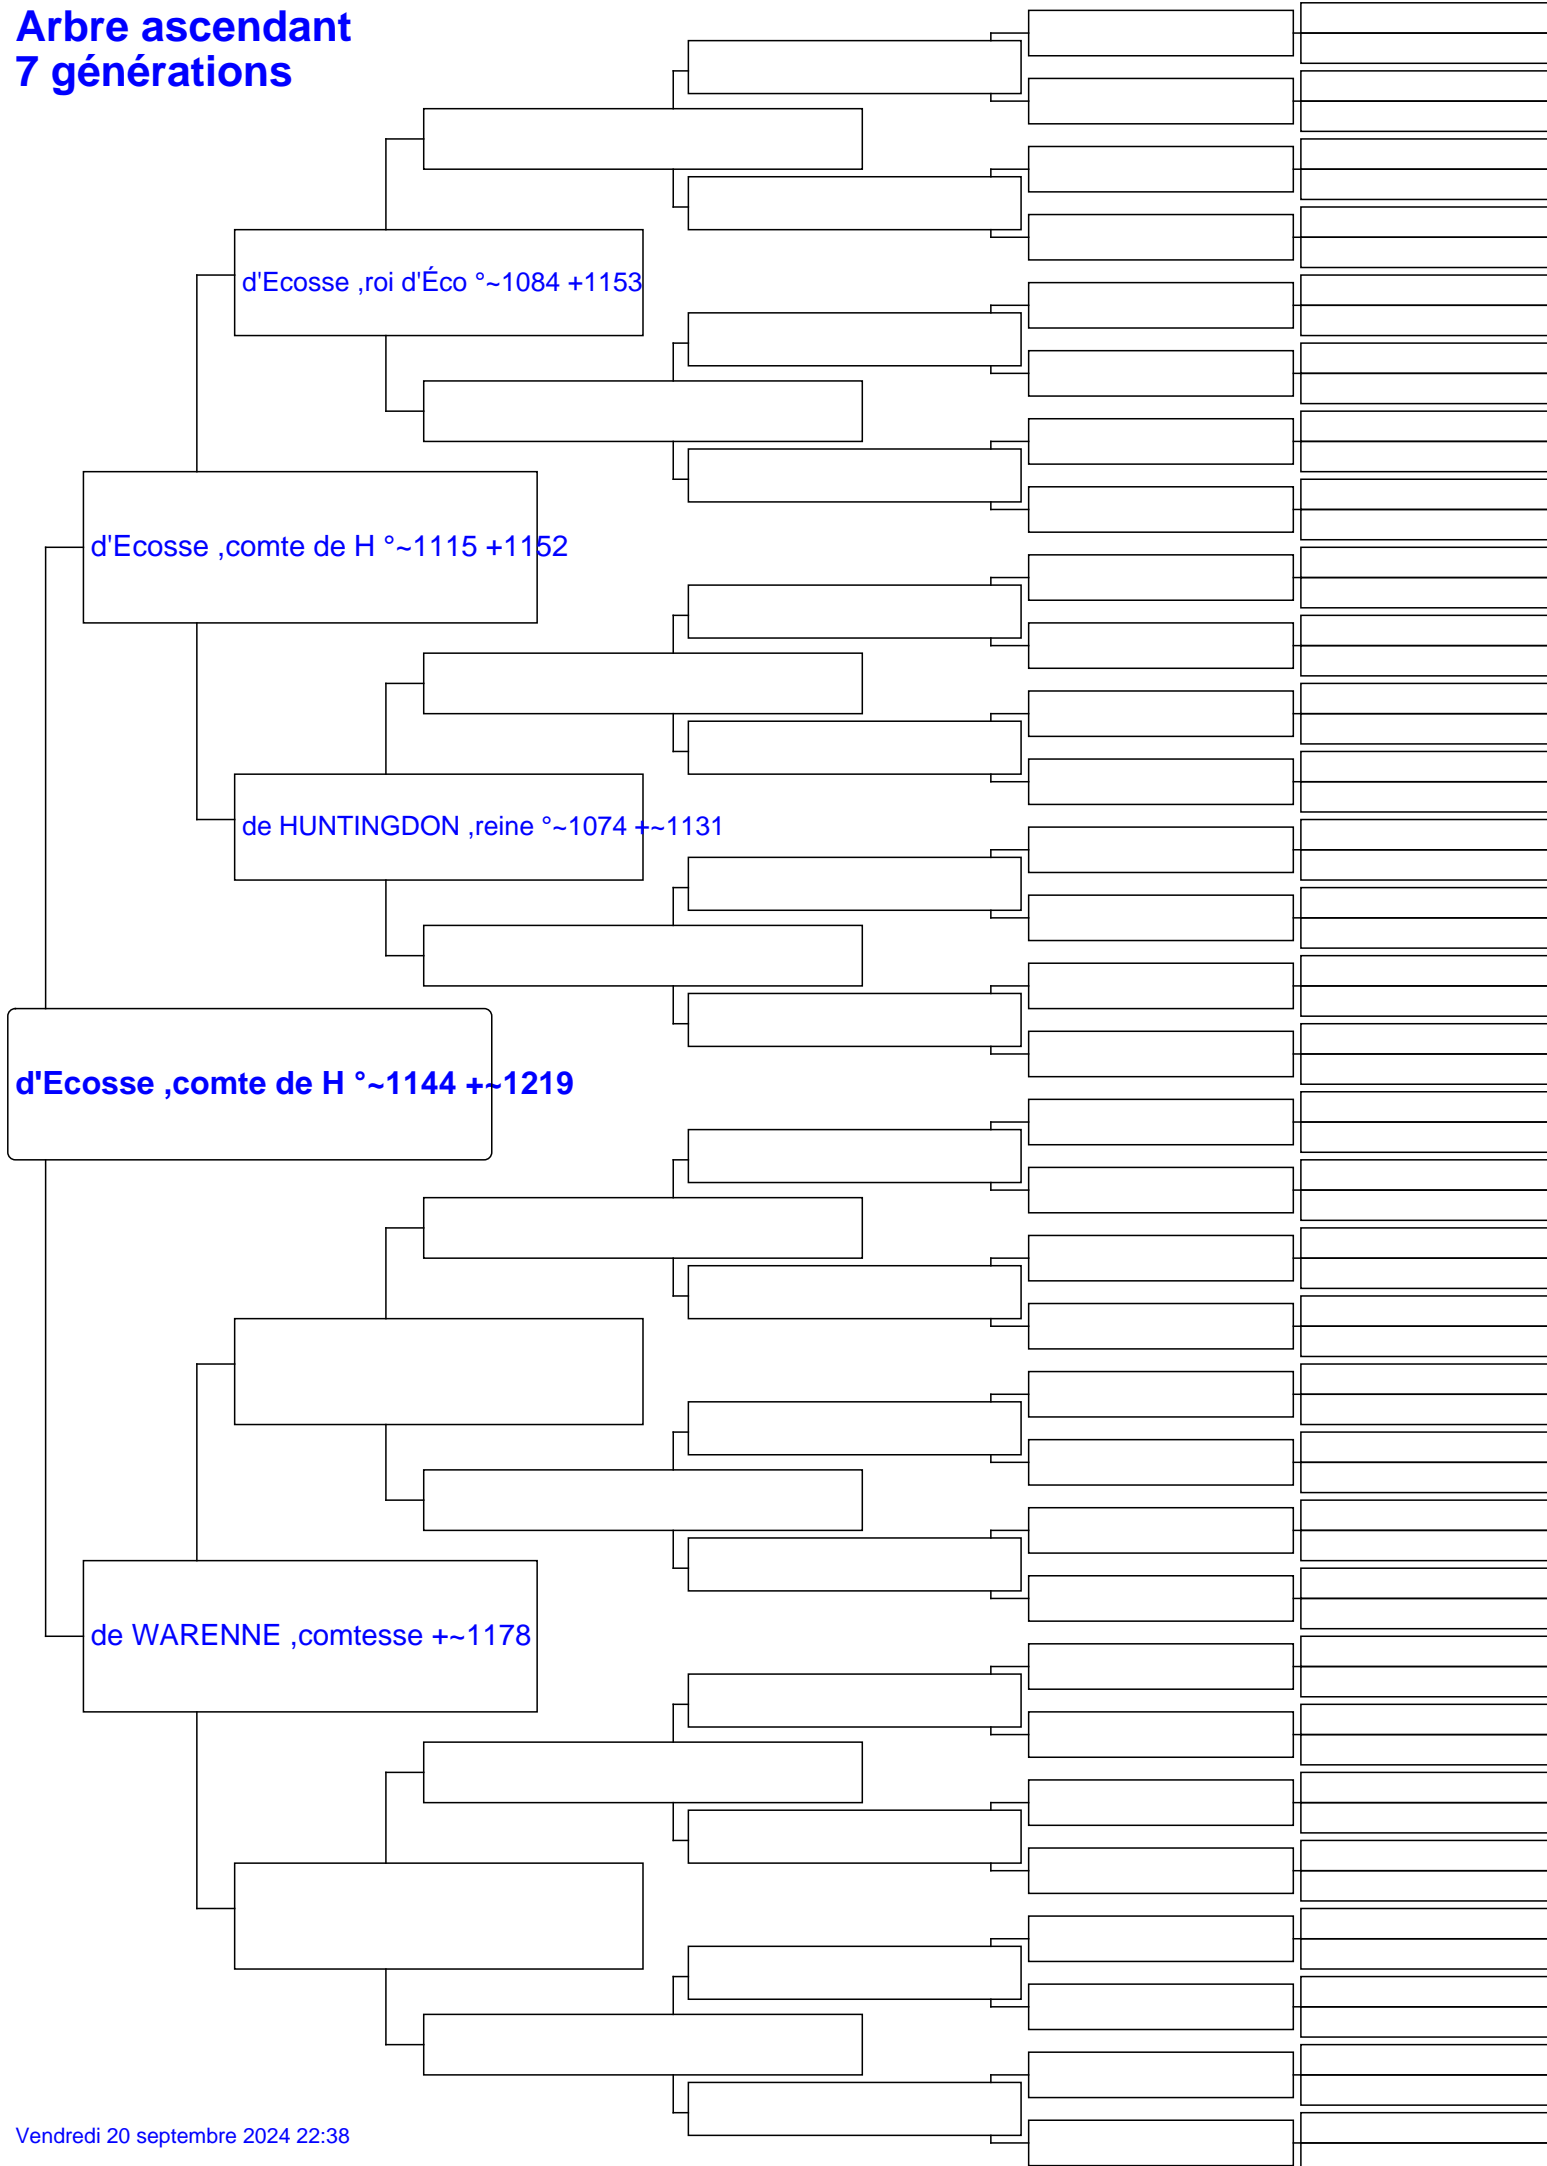 Arbre ascendant
7 générations
d'Ecosse ,roi d'Éco °~1084 +1153
d'Ecosse ,comte de H °~1115 +1152
de HUNTINGDON ,reine °~1074 +~1131
d'Ecosse ,comte de H °~1144 +~1219
de WARENNE ,comtesse +~1178
Vendredi 20 septembre 2024 22:38